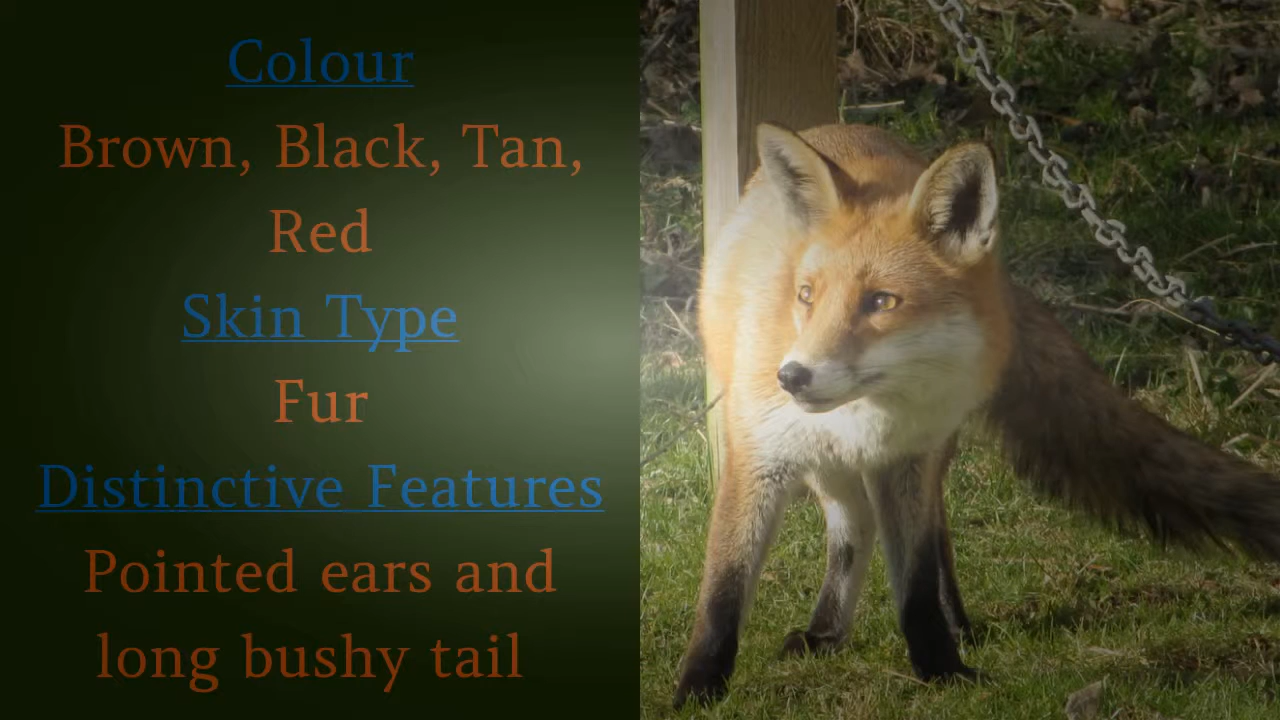 Colour
Brown, Black, Tan,
Red
Skin Type
Fur
Distinctive Features
Pointed ears and
long bushy tail